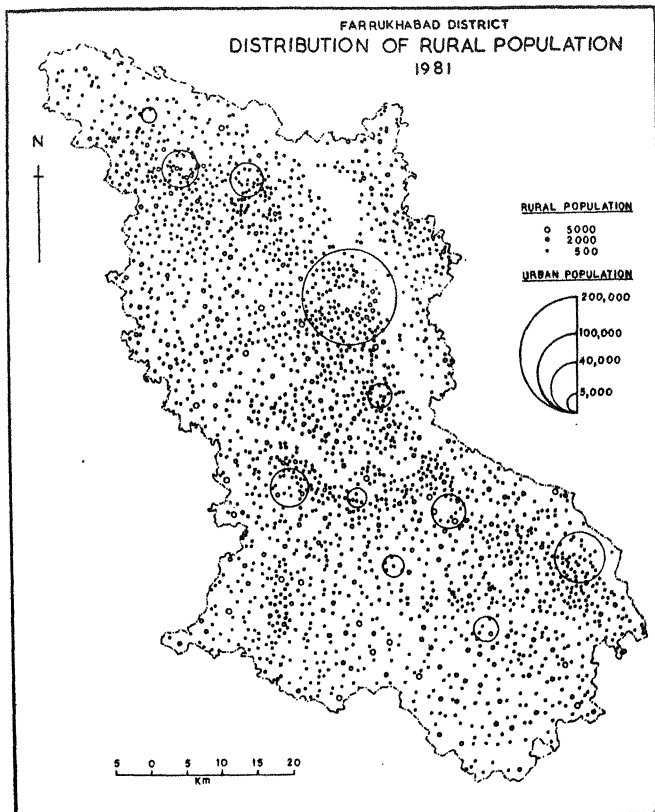 FARRUKHABAD DISTRICT
DISTRIBUTION OF RURAL POPULATION
1981
N
RURAL POPULATION
5000
2000
500
URBAN POPULATION
200,000
100,000
40,000
5,000
5 0 5 10 15 20
Km